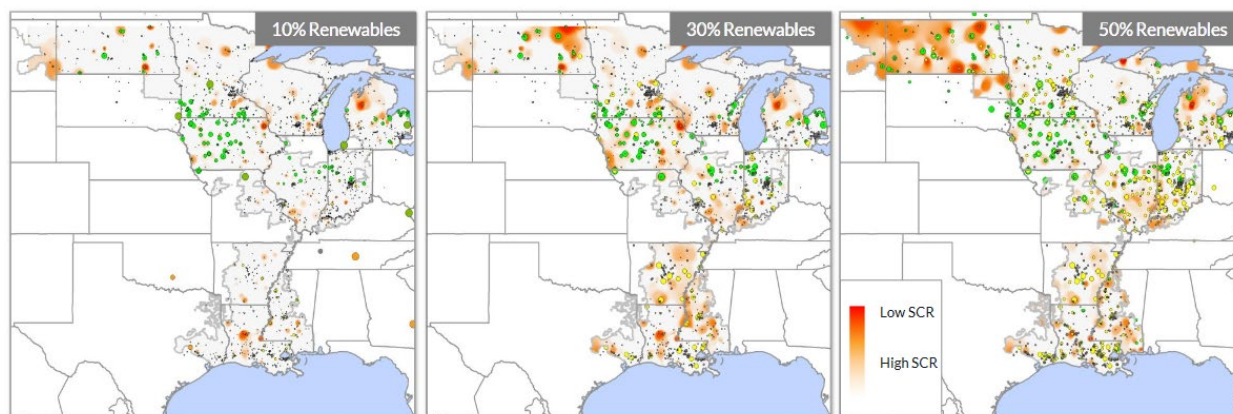 10% Renewables
30% Renewables
50% Renewables
Low SCR
High SCR